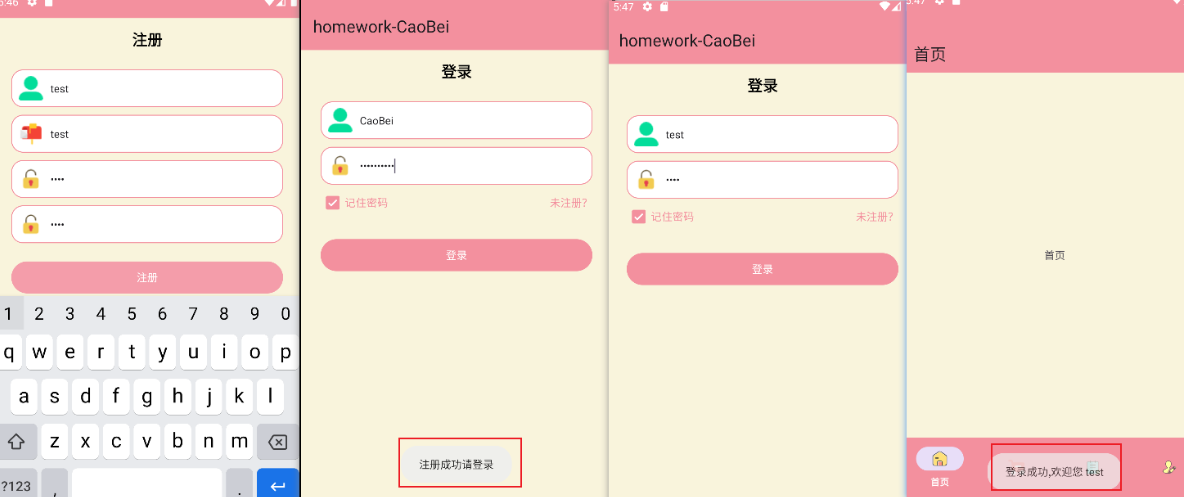 5:46
注册
test
test
••••
••••
注册
1 2 3 4 5 6 7 8 9 0
q w e r t y u i o p
a s d f g h j k l
z x c v b n m
?123 , .
homework-CaoBei
登录
CaoBei
••••••••••
记住密码 未注册?
登录
注册成功请登录
5:47
homework-CaoBei
登录
test
••••
记住密码 未注册?
登录
5:47
首页
首页
首页
登录成功,欢迎您 test